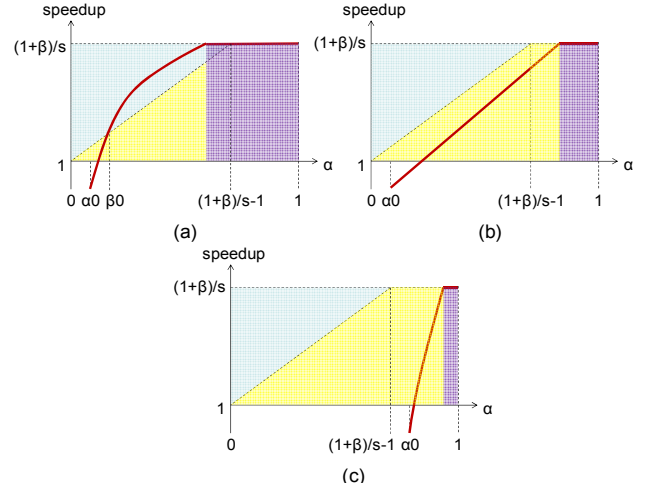 speedup
(1+β)/s
1
α
0 α0 β0 (1+β)/s-1 1
(a)
speedup
(1+β)/s
1
α
0 α0 (1+β)/s-1 1
(b)
speedup
(1+β)/s
1
α
0 (1+β)/s-1 α0 1
(c)